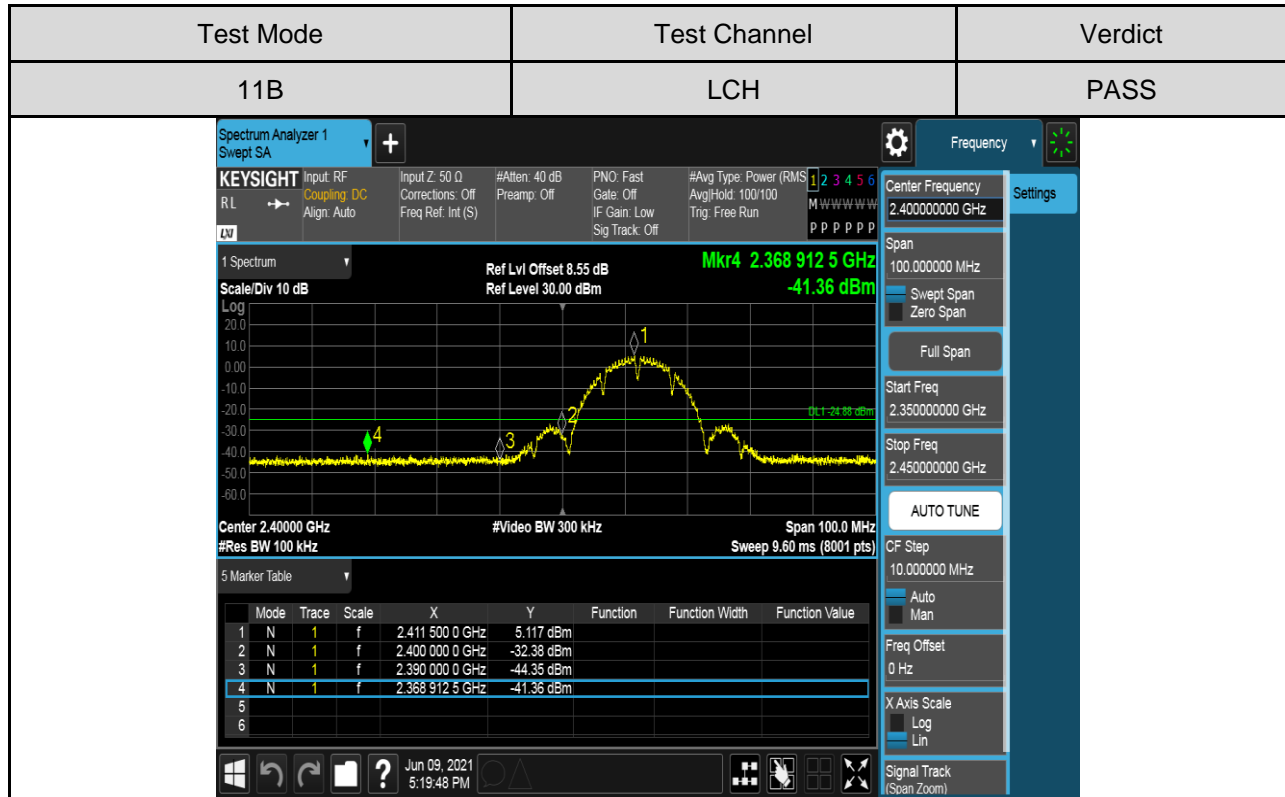 Test Mode Test Channel Verdict
11B LCH PASS
Spectrum Analyzer 1
Swept SA
+
Frequency
KEYSIGHT
RL
LXI
Input: RF
Coupling: DC
Align: Auto
Input Z: 50 Ω
Corrections: Off
Freq Ref: Int (S)
#Atten: 40 dB
Preamp: Off
PNO: Fast
Gate: Off
IF Gain: Low
Sig Track: Off
#Avg Type: Power (RMS
Avg|Hold: 100/100
Trig: Free Run
1 2 3 4 5 6
M W W W W W
P P P P P P
1 Spectrum
Scale/Div 10 dB
Ref Lvl Offset 8.55 dB
Ref Level 30.00 dBm
Mkr4 2.368 912 5 GHz
-41.36 dBm
Log
20.0
10.0
0.00
-10.0
-20.0
-30.0
-40.0
-50.0
-60.0
1
2
3
4
DL1 -24.88 dBm
Center 2.40000 GHz #Video BW 300 kHz Span 100.0 MHz
#Res BW 100 kHz Sweep 9.60 ms (8001 pts)
5 Marker Table
Mode Trace Scale X Y Function Function Width Function Value
1 N 1 f 2.411 500 0 GHz 5.117 dBm
2 N 1 f 2.400 000 0 GHz -32.38 dBm
3 N 1 f 2.390 000 0 GHz -44.35 dBm
4 N 1 f 2.368 912 5 GHz -41.36 dBm
5
6
?
Jun 09, 2021
5:19:48 PM
Center Frequency
2.400000000 GHz
Settings
Span
100.000000 MHz
Swept Span
Zero Span
Full Span
Start Freq
2.350000000 GHz
Stop Freq
2.450000000 GHz
AUTO TUNE
CF Step
10.000000 MHz
Auto
Man
Freq Offset
0 Hz
X Axis Scale
Log
Lin
Signal Track
(Span Zoom)